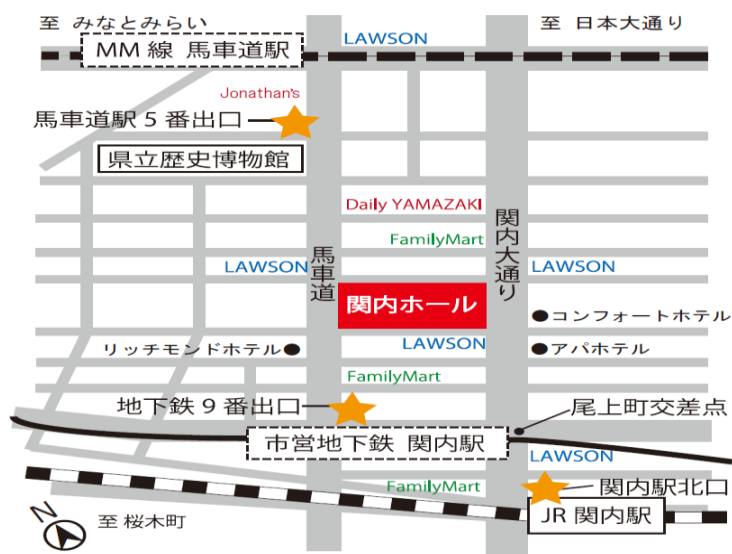 至 みなとみらい
至 日本大通り
LAWSON
MM 線 馬車道駅
Jonathan's
馬車道駅 5 番出口
県立歴史博物館
Daily YAMAZAKI
関内大通り
FamilyMart
馬車道
LAWSON
LAWSON
関内ホール
●コンフォートホテル
リッチモンドホテル●
LAWSON
●アパホテル
FamilyMart
地下鉄 9 番出口
尾上町交差点
市営地下鉄 関内駅
LAWSON
FamilyMart
関内駅北口
N
至 桜木町
JR 関内駅